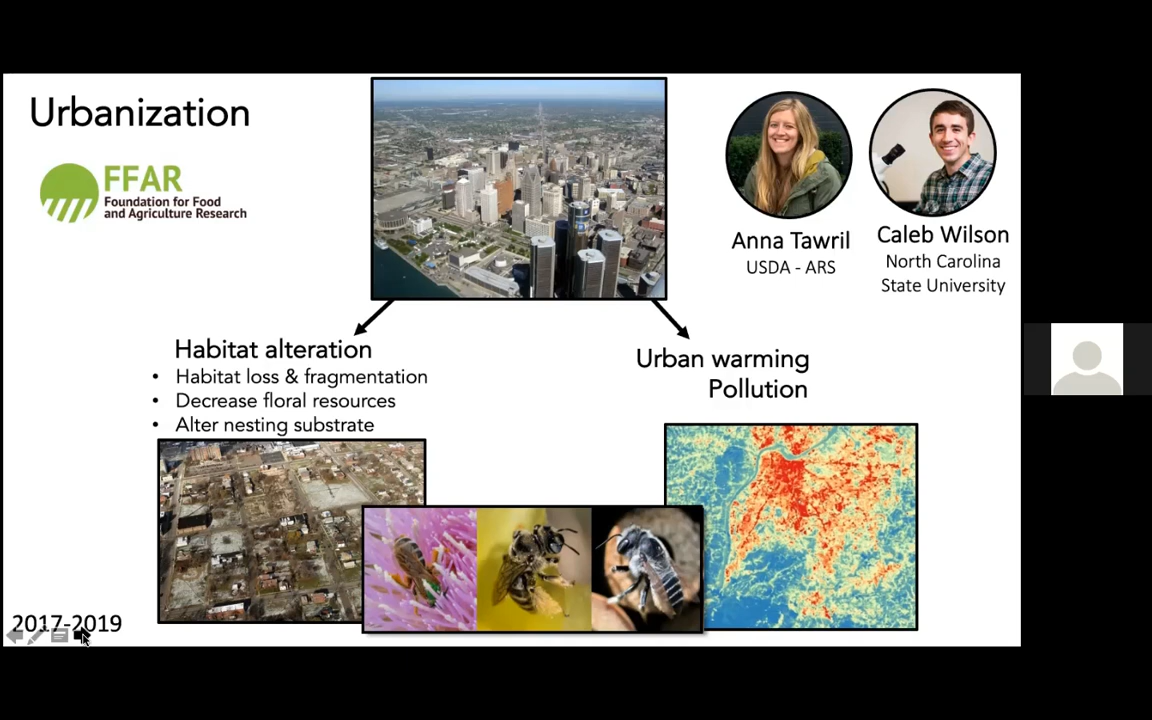 Urbanization
FFAR
Foundation for Food
and Agriculture Research
Anna Tawril
USDA - ARS
Caleb Wilson
North Carolina
State University
Habitat alteration
• Habitat loss & fragmentation
• Decrease floral resources
• Alter nesting substrate
Urban warming
Pollution
2017-2019